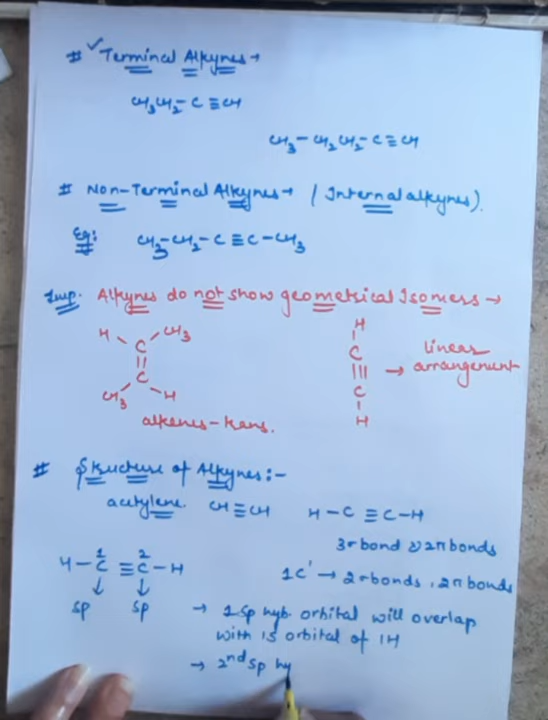 # ✓Terminal Alkynes →
CH₃CH₂-C≡CH
CH₃-CH₂CH₂-C≡CH
# Non-Terminal Alkynes → (Internal alkynes).
Eg: CH₃-CH₂-C≡C-CH₃
Imp. Alkynes do not show geometrical Isomers →
H CH₃
C
||
C
CH₃ H
alkenes-trans.
H
C
|||
C
H
→ linear
arrangement
# Structure of Alkynes:-
acetylene. CH≡CH H-C≡C-H
3σ bond & 2π bonds
H-C¹≡C²-H
↓ ↓
sp sp
1C' → 2σ bonds, 2π bonds
→ 1 sp hyb. orbital will overlap
with 1s orbital of 1H
→ 2nd sp hy